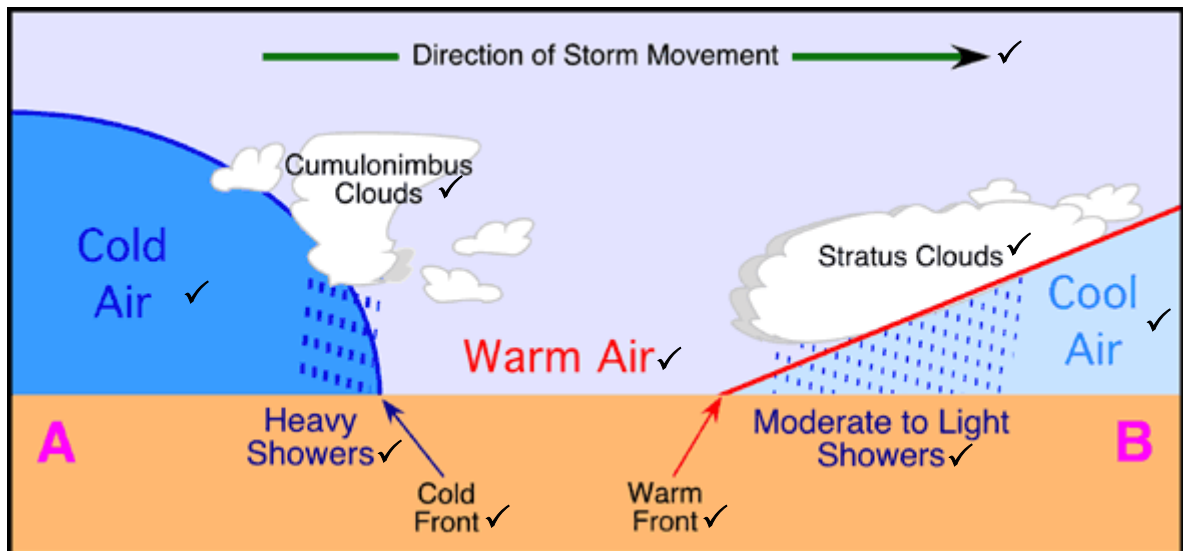 Direction of Storm Movement ✓
Cumulonimbus
Clouds ✓
Cold
Air ✓
Stratus Clouds ✓
Cool
Air ✓
Warm Air ✓
A
Heavy
Showers ✓
Moderate to Light
Showers ✓
B
Cold
Front ✓
Warm
Front ✓